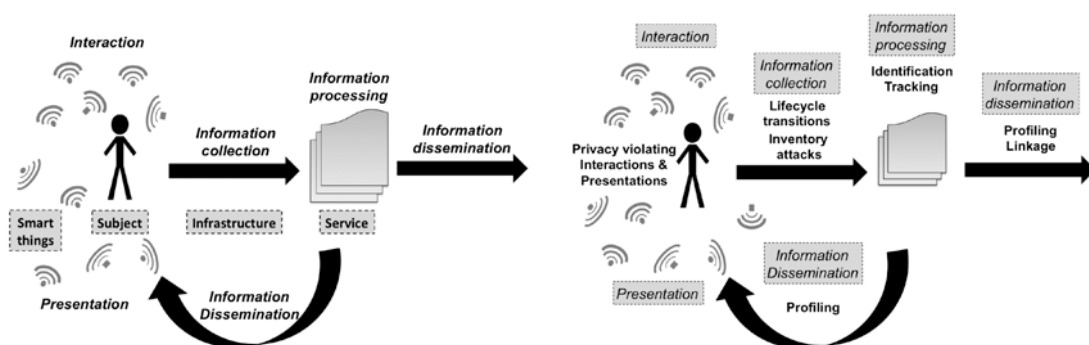 Interaction
Information
processing
Information
collection
Information
dissemination
Smart
things
Subject
Infrastructure
Service
Presentation
Information
Dissemination
Interaction
Information
collection
Lifecycle
transitions
Inventory
attacks
Information
processing
Identification
Tracking
Information
dissemination
Profiling
Linkage
Privacy violating
Interactions &
Presentations
Presentation
Information
Dissemination
Profiling